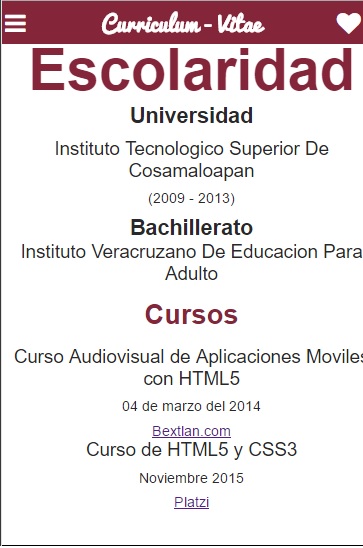 Curriculum - Vitae
Escolaridad
Universidad
Instituto Tecnologico Superior De
Cosamaloapan
(2009 - 2013)
Bachillerato
Instituto Veracruzano De Educacion Para
Adulto
Cursos
Curso Audiovisual de Aplicaciones Moviles
con HTML5
04 de marzo del 2014
Bextlan.com
Curso de HTML5 y CSS3
Noviembre 2015
Platzi